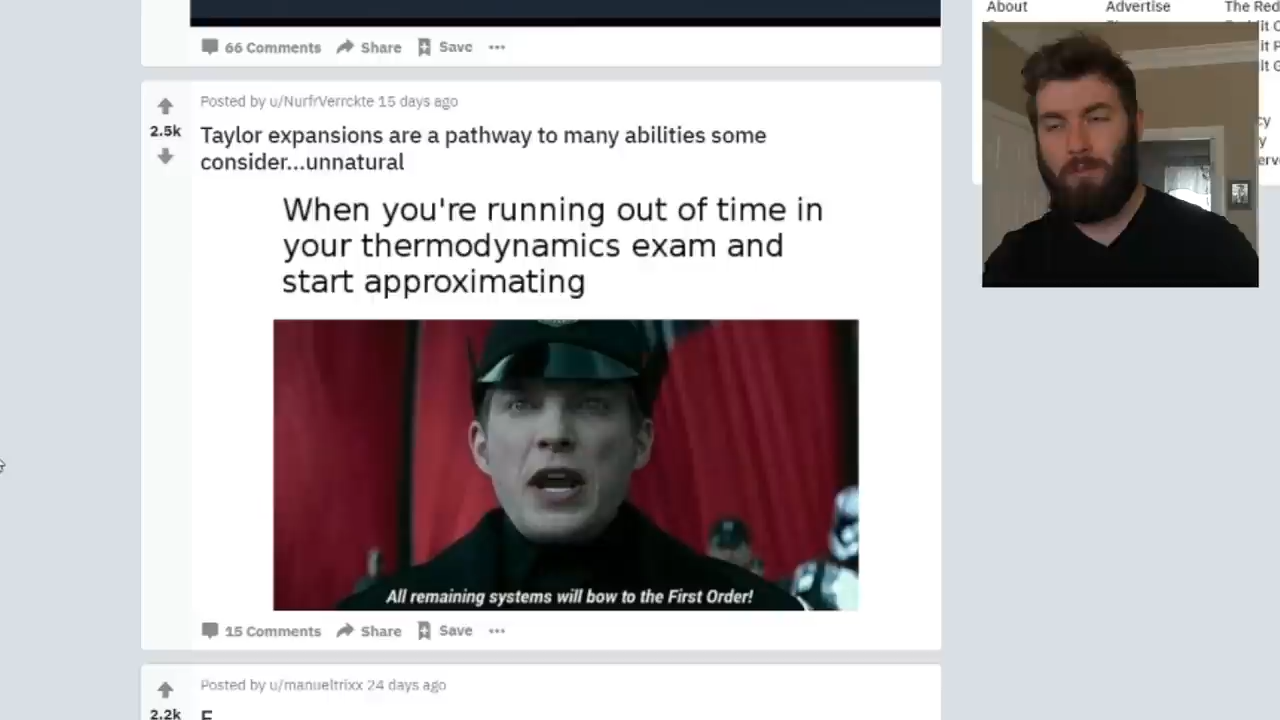 About
Advertise
The Red
66 Comments
Share
Save
Posted by u/NurfrVerrckte 15 days ago
2.5k
Taylor expansions are a pathway to many abilities some
consider...unnatural
When you're running out of time in
your thermodynamics exam and
start approximating
All remaining systems will bow to the First Order!
15 Comments
Share
Save
Posted by u/manueltrixx 24 days ago
2.2k